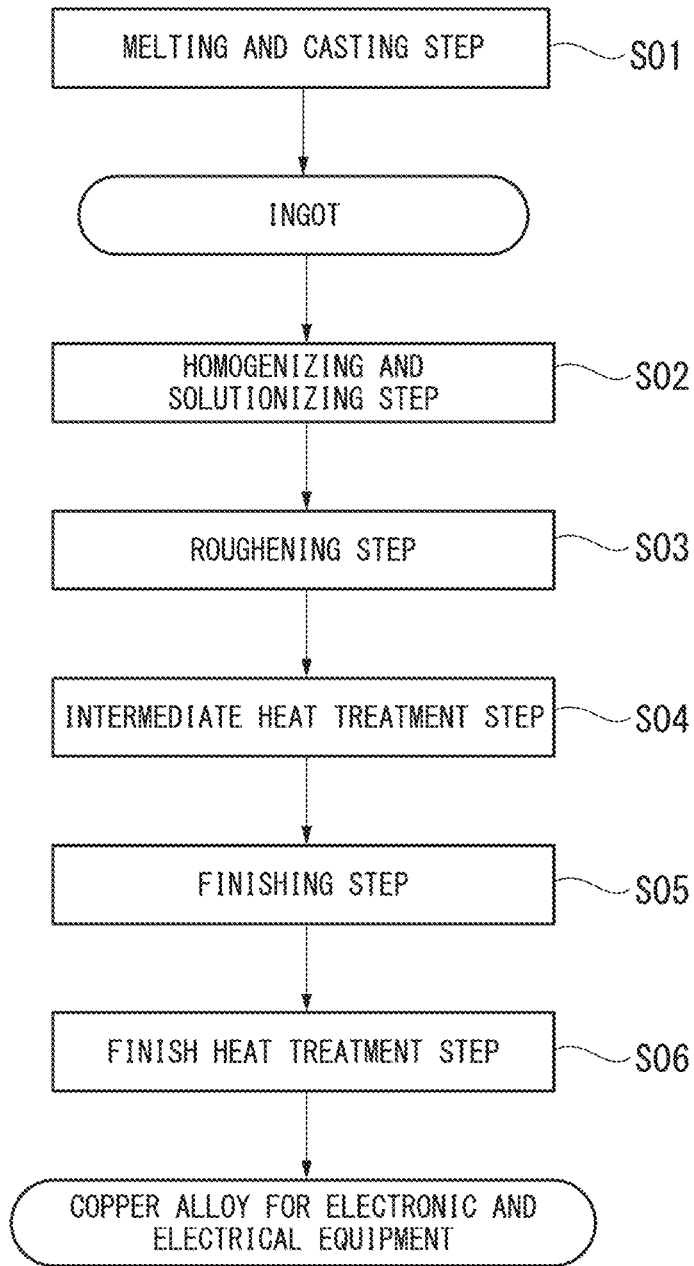 MELTING AND CASTING STEP
S01
INGOT
HOMOGENIZING AND
SOLUTIONIZING STEP
S02
ROUGHENING STEP
S03
INTERMEDIATE HEAT TREATMENT STEP
S04
FINISHING STEP
S05
FINISH HEAT TREATMENT STEP
S06
COPPER ALLOY FOR ELECTRONIC AND
ELECTRICAL EQUIPMENT